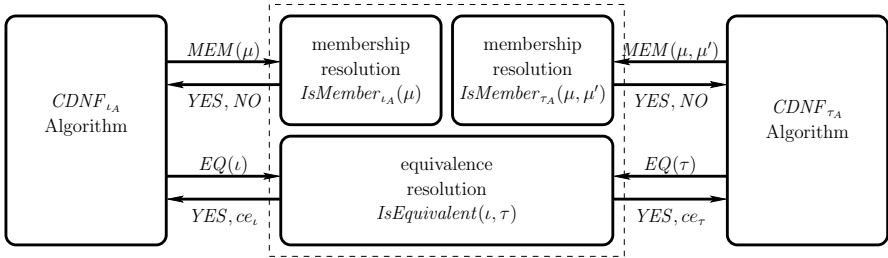 CDNF_{ι_A}
Algorithm
MEM(μ)
YES, NO
EQ(ι)
YES, ce_ι
membership
resolution
IsMember_{ι_A}(μ)
membership
resolution
IsMember_{τ_A}(μ, μ′)
equivalence
resolution
IsEquivalent(ι, τ)
MEM(μ, μ′)
YES, NO
EQ(τ)
YES, ce_τ
CDNF_{τ_A}
Algorithm